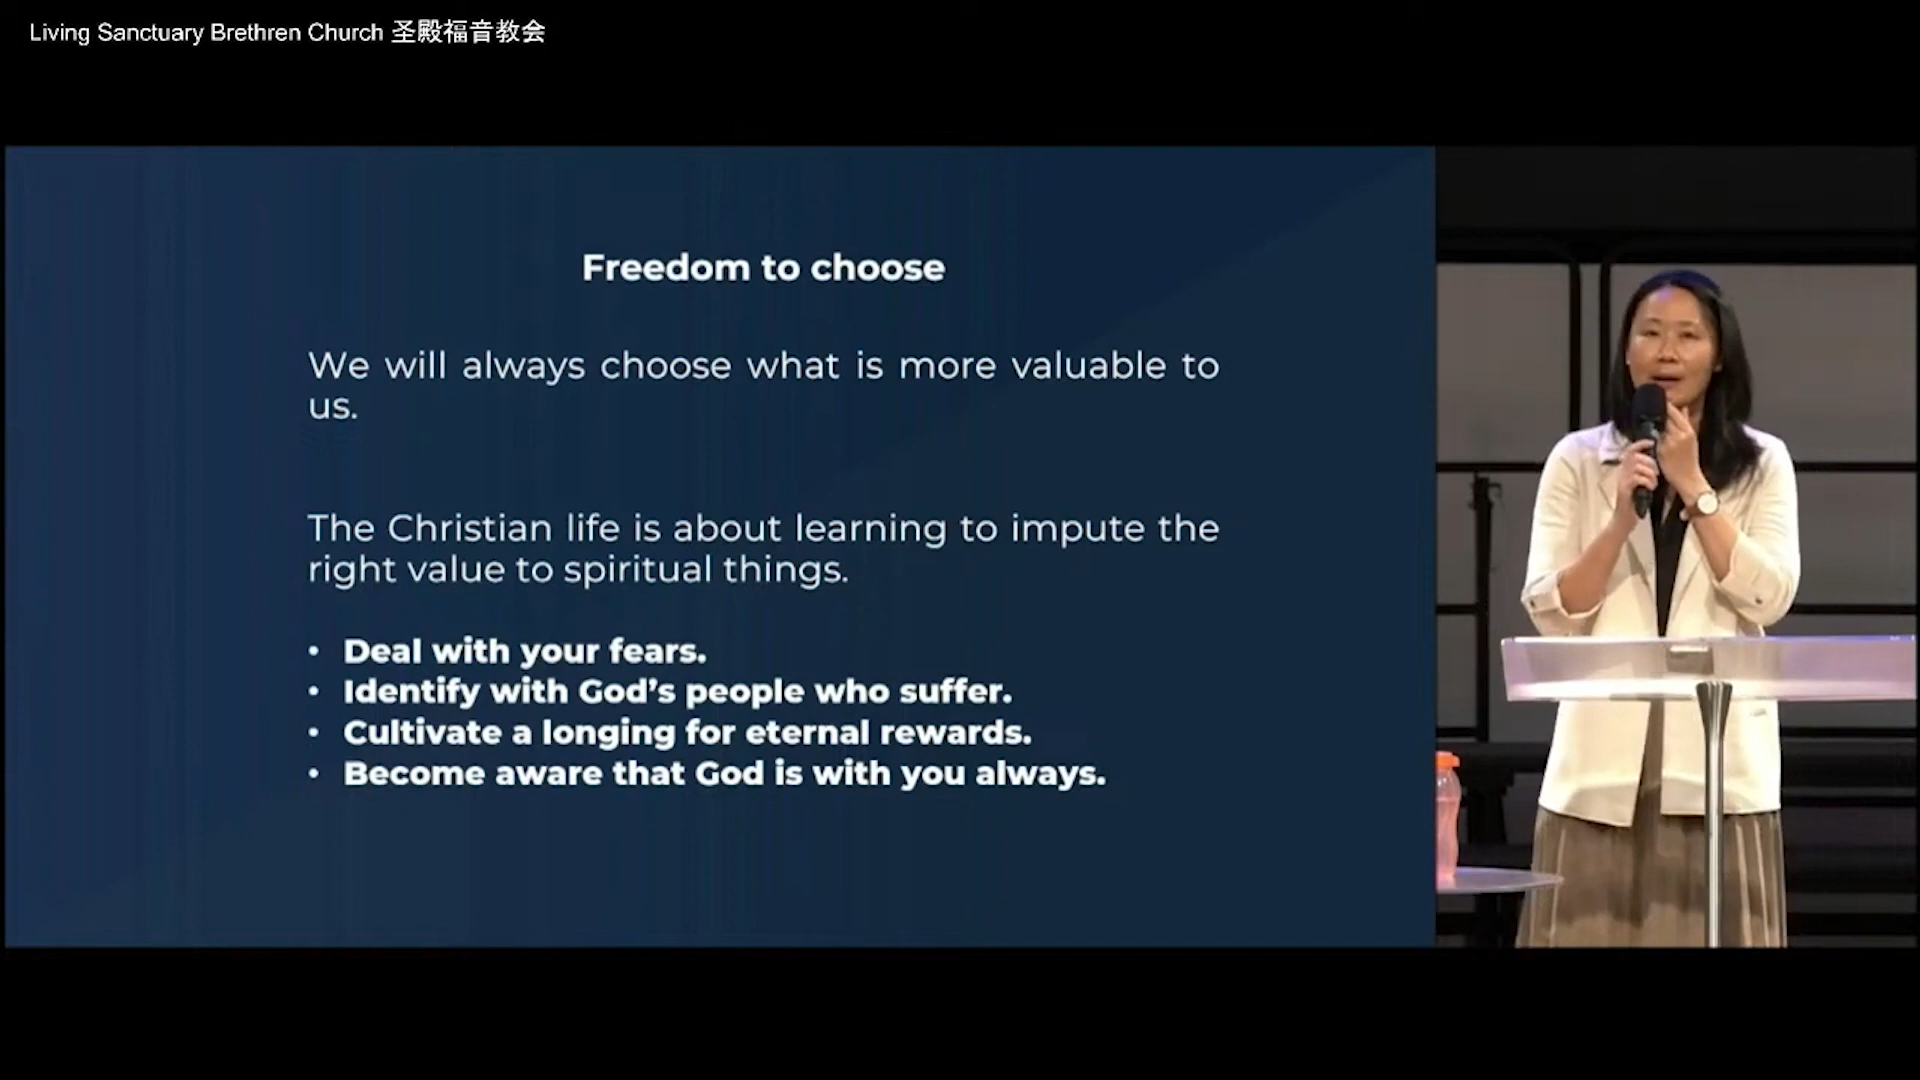 Living Sanctuary Brethren Church 圣殿福音教会
Freedom to choose
We will always choose what is more valuable to
us.
The Christian life is about learning to impute the
right value to spiritual things.
• Deal with your fears.
• Identify with God’s people who suffer.
• Cultivate a longing for eternal rewards.
• Become aware that God is with you always.